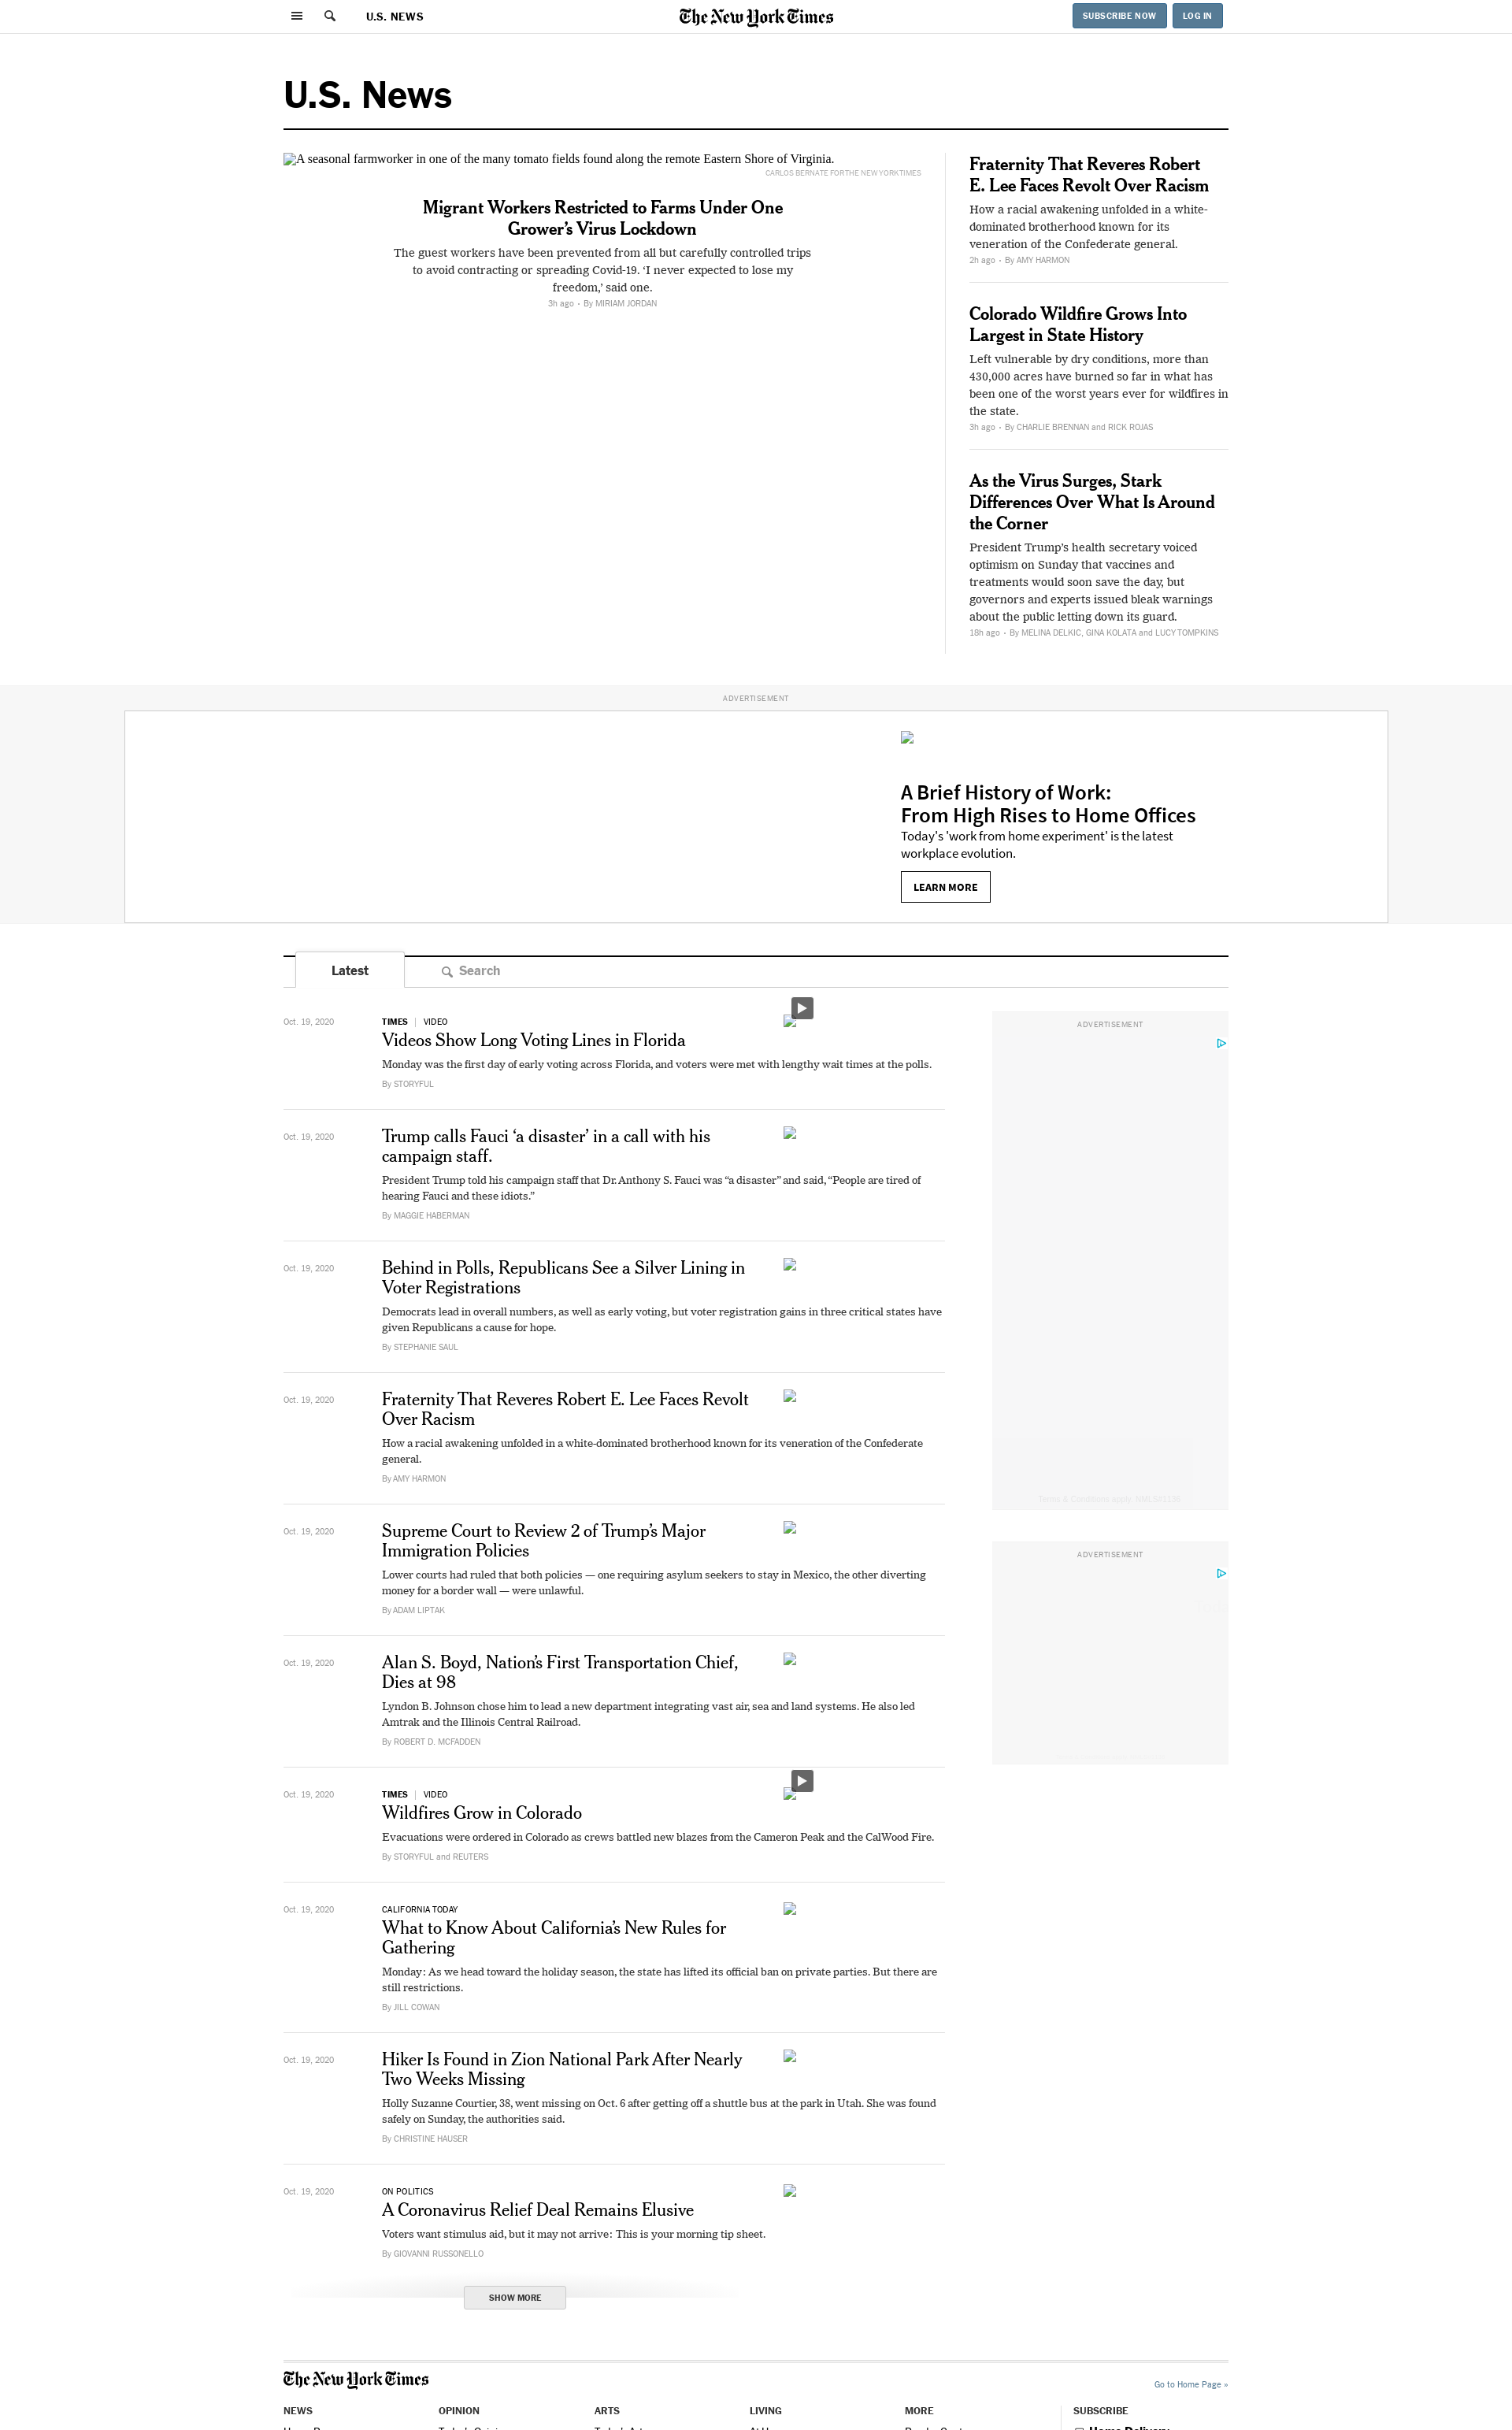 U.S. NEWS
The New York Times
SUBSCRIBE NOW
LOG IN
U.S. News
A seasonal farmworker in one of the many tomato fields found along the remote Eastern Shore of Virginia.
CARLOS BERNATE FOR THE NEW YORK TIMES
Migrant Workers Restricted to Farms Under One
Grower’s Virus Lockdown
The guest workers have been prevented from all but carefully controlled trips
to avoid contracting or spreading Covid-19. ‘I never expected to lose my
freedom,’ said one.
3h ago • By MIRIAM JORDAN
Fraternity That Reveres Robert
E. Lee Faces Revolt Over Racism
How a racial awakening unfolded in a white-
dominated brotherhood known for its
veneration of the Confederate general.
2h ago • By AMY HARMON
Colorado Wildfire Grows Into
Largest in State History
Left vulnerable by dry conditions, more than
430,000 acres have burned so far in what has
been one of the worst years ever for wildfires in
the state.
3h ago • By CHARLIE BRENNAN and RICK ROJAS
As the Virus Surges, Stark
Differences Over What Is Around
the Corner
President Trump’s health secretary voiced
optimism on Sunday that vaccines and
treatments would soon save the day, but
governors and experts issued bleak warnings
about the public letting down its guard.
18h ago • By MELINA DELKIC, GINA KOLATA and LUCY TOMPKINS
ADVERTISEMENT
A Brief History of Work:
From High Rises to Home Offices
Today's 'work from home experiment' is the latest
workplace evolution.
LEARN MORE
Latest
Search
Oct. 19, 2020
TIMES | VIDEO
Videos Show Long Voting Lines in Florida
Monday was the first day of early voting across Florida, and voters were met with lengthy wait times at the polls.
By STORYFUL
Oct. 19, 2020
Trump calls Fauci ‘a disaster’ in a call with his
campaign staff.
President Trump told his campaign staff that Dr. Anthony S. Fauci was “a disaster” and said, “People are tired of
hearing Fauci and these idiots.”
By MAGGIE HABERMAN
Oct. 19, 2020
Behind in Polls, Republicans See a Silver Lining in
Voter Registrations
Democrats lead in overall numbers, as well as early voting, but voter registration gains in three critical states have
given Republicans a cause for hope.
By STEPHANIE SAUL
Oct. 19, 2020
Fraternity That Reveres Robert E. Lee Faces Revolt
Over Racism
How a racial awakening unfolded in a white-dominated brotherhood known for its veneration of the Confederate
general.
By AMY HARMON
Oct. 19, 2020
Supreme Court to Review 2 of Trump’s Major
Immigration Policies
Lower courts had ruled that both policies — one requiring asylum seekers to stay in Mexico, the other diverting
money for a border wall — were unlawful.
By ADAM LIPTAK
Oct. 19, 2020
Alan S. Boyd, Nation’s First Transportation Chief,
Dies at 98
Lyndon B. Johnson chose him to lead a new department integrating vast air, sea and land systems. He also led
Amtrak and the Illinois Central Railroad.
By ROBERT D. MCFADDEN
Oct. 19, 2020
TIMES | VIDEO
Wildfires Grow in Colorado
Evacuations were ordered in Colorado as crews battled new blazes from the Cameron Peak and the CalWood Fire.
By STORYFUL and REUTERS
Oct. 19, 2020
CALIFORNIA TODAY
What to Know About California’s New Rules for
Gathering
Monday: As we head toward the holiday season, the state has lifted its official ban on private parties. But there are
still restrictions.
By JILL COWAN
Oct. 19, 2020
Hiker Is Found in Zion National Park After Nearly
Two Weeks Missing
Holly Suzanne Courtier, 38, went missing on Oct. 6 after getting off a shuttle bus at the park in Utah. She was found
safely on Sunday, the authorities said.
By CHRISTINE HAUSER
Oct. 19, 2020
ON POLITICS
A Coronavirus Relief Deal Remains Elusive
Voters want stimulus aid, but it may not arrive: This is your morning tip sheet.
By GIOVANNI RUSSONELLO
SHOW MORE
ADVERTISEMENT
ADVERTISEMENT
The New York Times
Go to Home Page »
NEWS
OPINION
ARTS
LIVING
MORE
SUBSCRIBE
Home Delivery